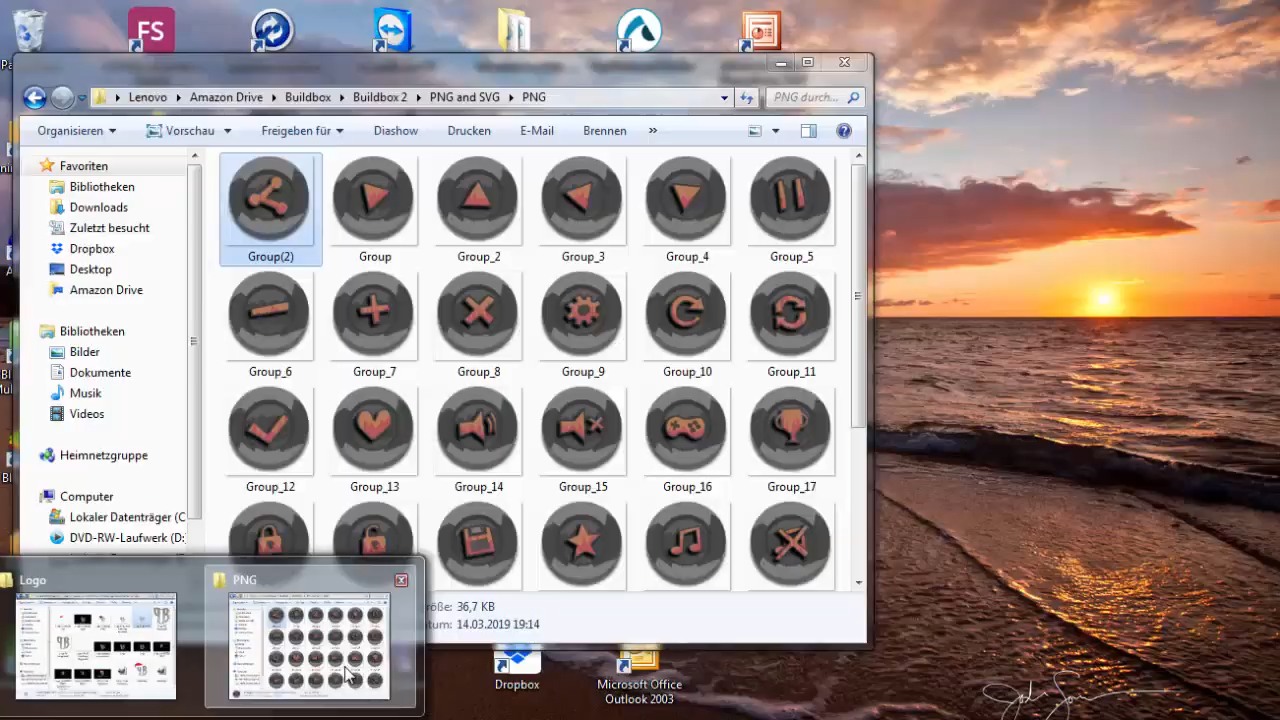 FS
Lenovo Amazon Drive Buildbox Buildbox 2 PNG and SVG PNG
PNG durch...
Organisieren Vorschau Freigeben für Diashow Drucken E-Mail Brennen »
Favoriten
Bibliotheken
Downloads
Zuletzt besucht
Dropbox
Desktop
Amazon Drive
Bibliotheken
Bilder
Dokumente
Musik
Videos
Heimnetzgruppe
Computer
Lokaler Datenträger (C
DVD-RW-Laufwerk (D:
Group(2) Group Group_2 Group_3 Group_4 Group_5
Group_6 Group_7 Group_8 Group_9 Group_10 Group_11
Group_12 Group_13 Group_14 Group_15 Group_16 Group_17
Logo
PNG
größe: 36,7 KB
tum: 14.03.2019 19:14
Dropbox
Microsoft Office
Outlook 2003